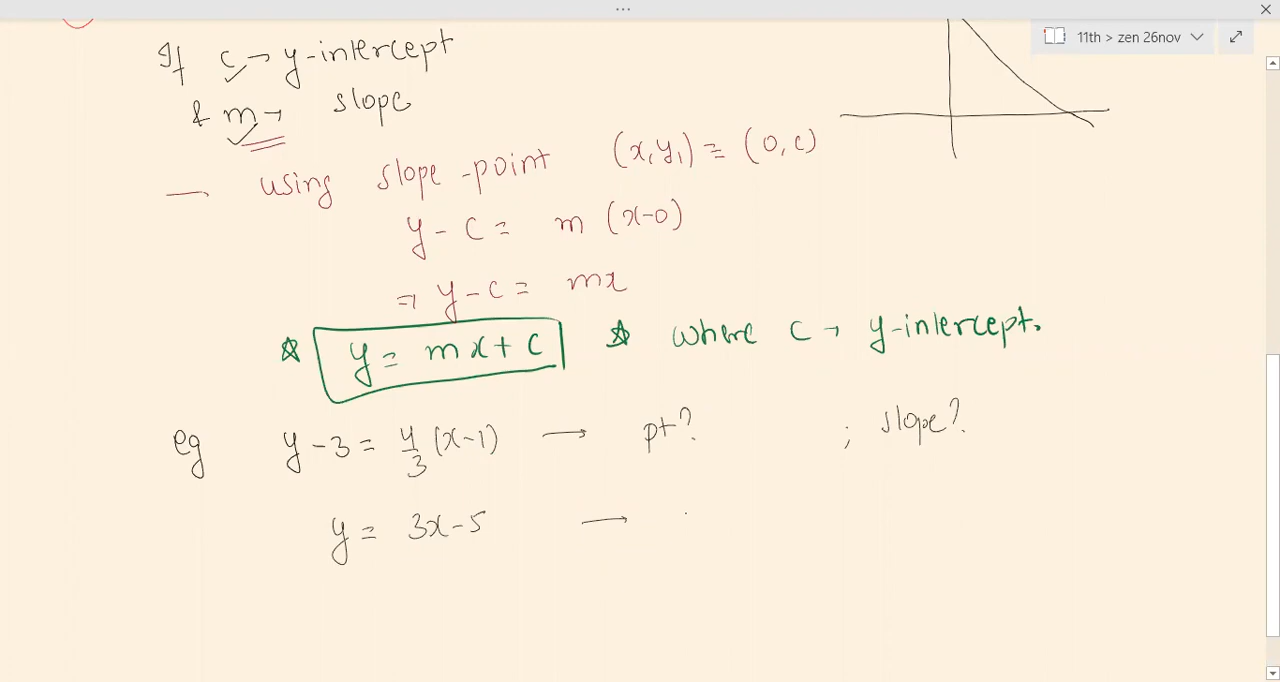 11th > zen 26nov
If c → y-intercept
& m → slope
— using slope-point (x,y₁) ≡ (0,c)
y - c = m (x-0)
⇒ y - c = mx
☆ y = mx + c ☆ where c → y-intercept.
eg y - 3 = 4/3 (x-1) → pt? ; slope?
y = 3x - 5 →